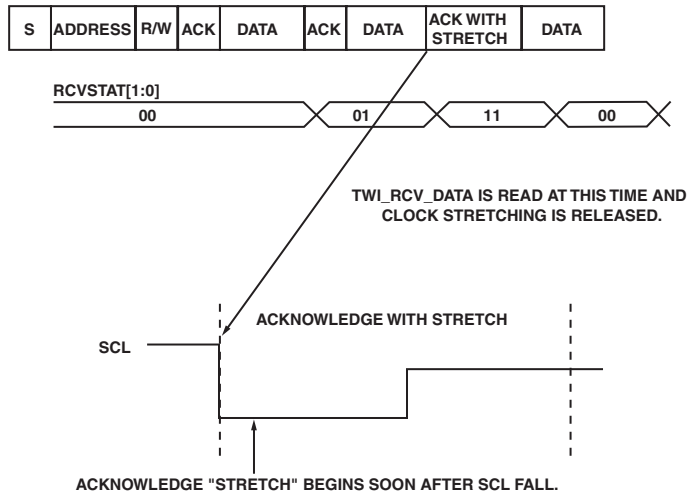 S ADDRESS R/W ACK DATA ACK DATA ACK WITH STRETCH DATA
RCVSTAT[1:0]
00 01 11 00
TWI_RCV_DATA IS READ AT THIS TIME AND
CLOCK STRETCHING IS RELEASED.
ACKNOWLEDGE WITH STRETCH
SCL
ACKNOWLEDGE "STRETCH" BEGINS SOON AFTER SCL FALL.